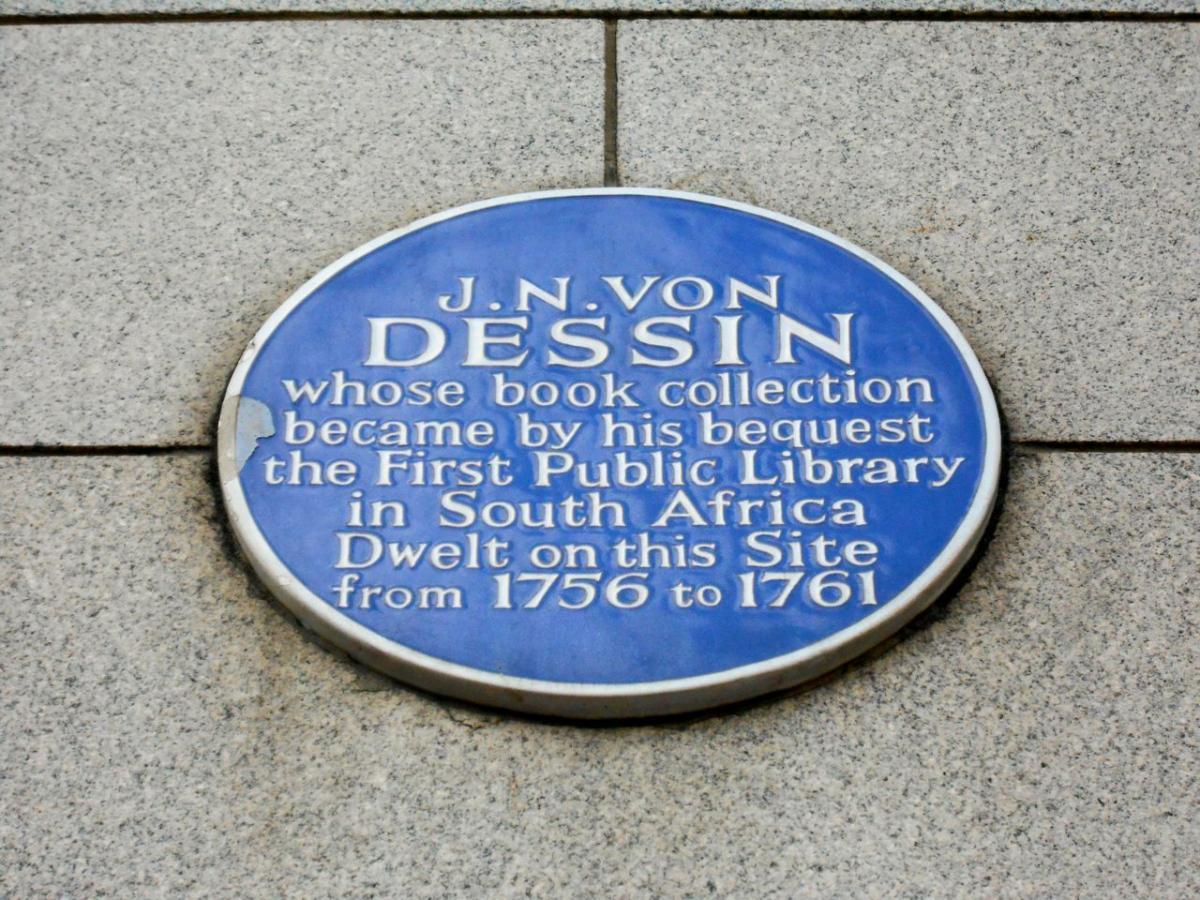 J.N.VON
DESSIN
whose book collection
became by his bequest
the First Public Library
in South Africa
Dwelt on this Site
from 1756 to 1761